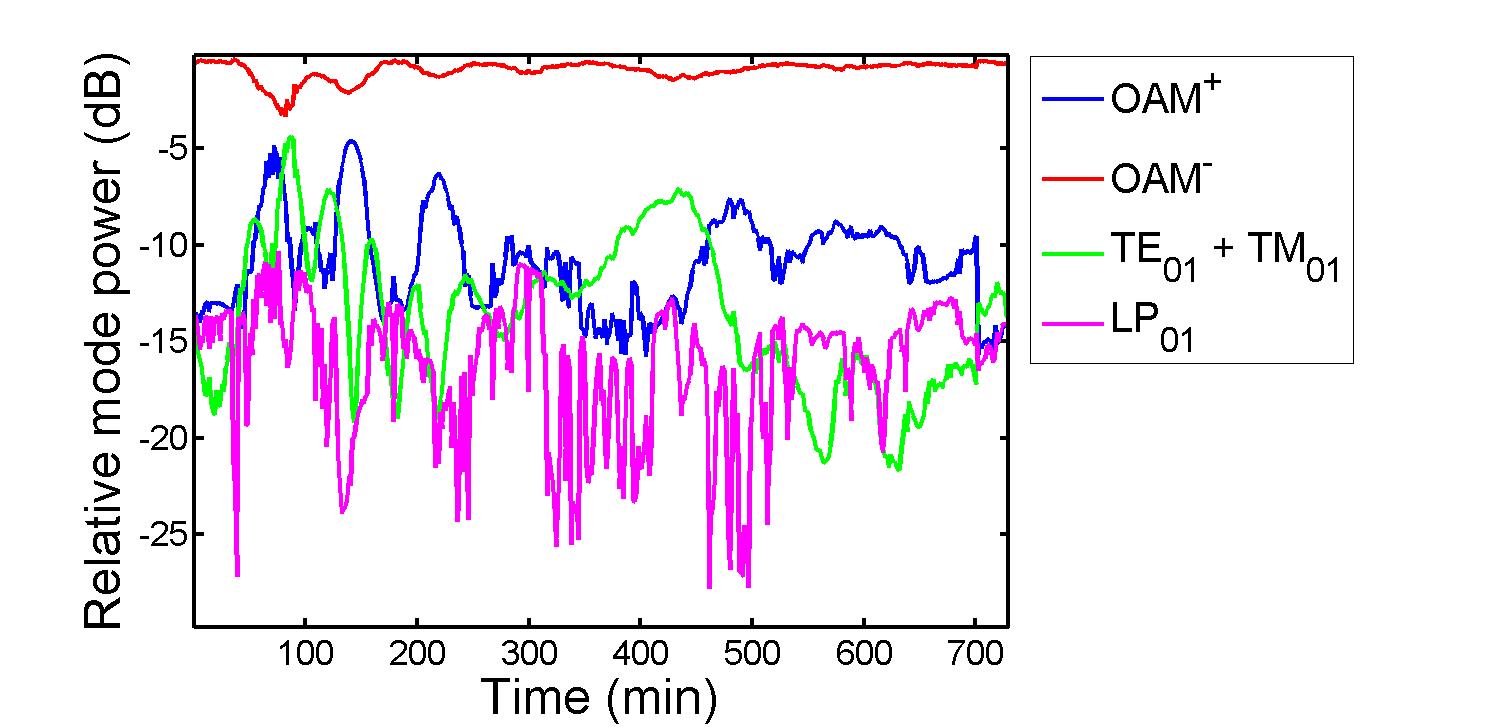 Relative mode power (dB)
-5
-10
-15
-20
-25
100 200 300 400 500 600 700
Time (min)
OAM⁺
OAM⁻
TE₀₁ + TM₀₁
LP₀₁